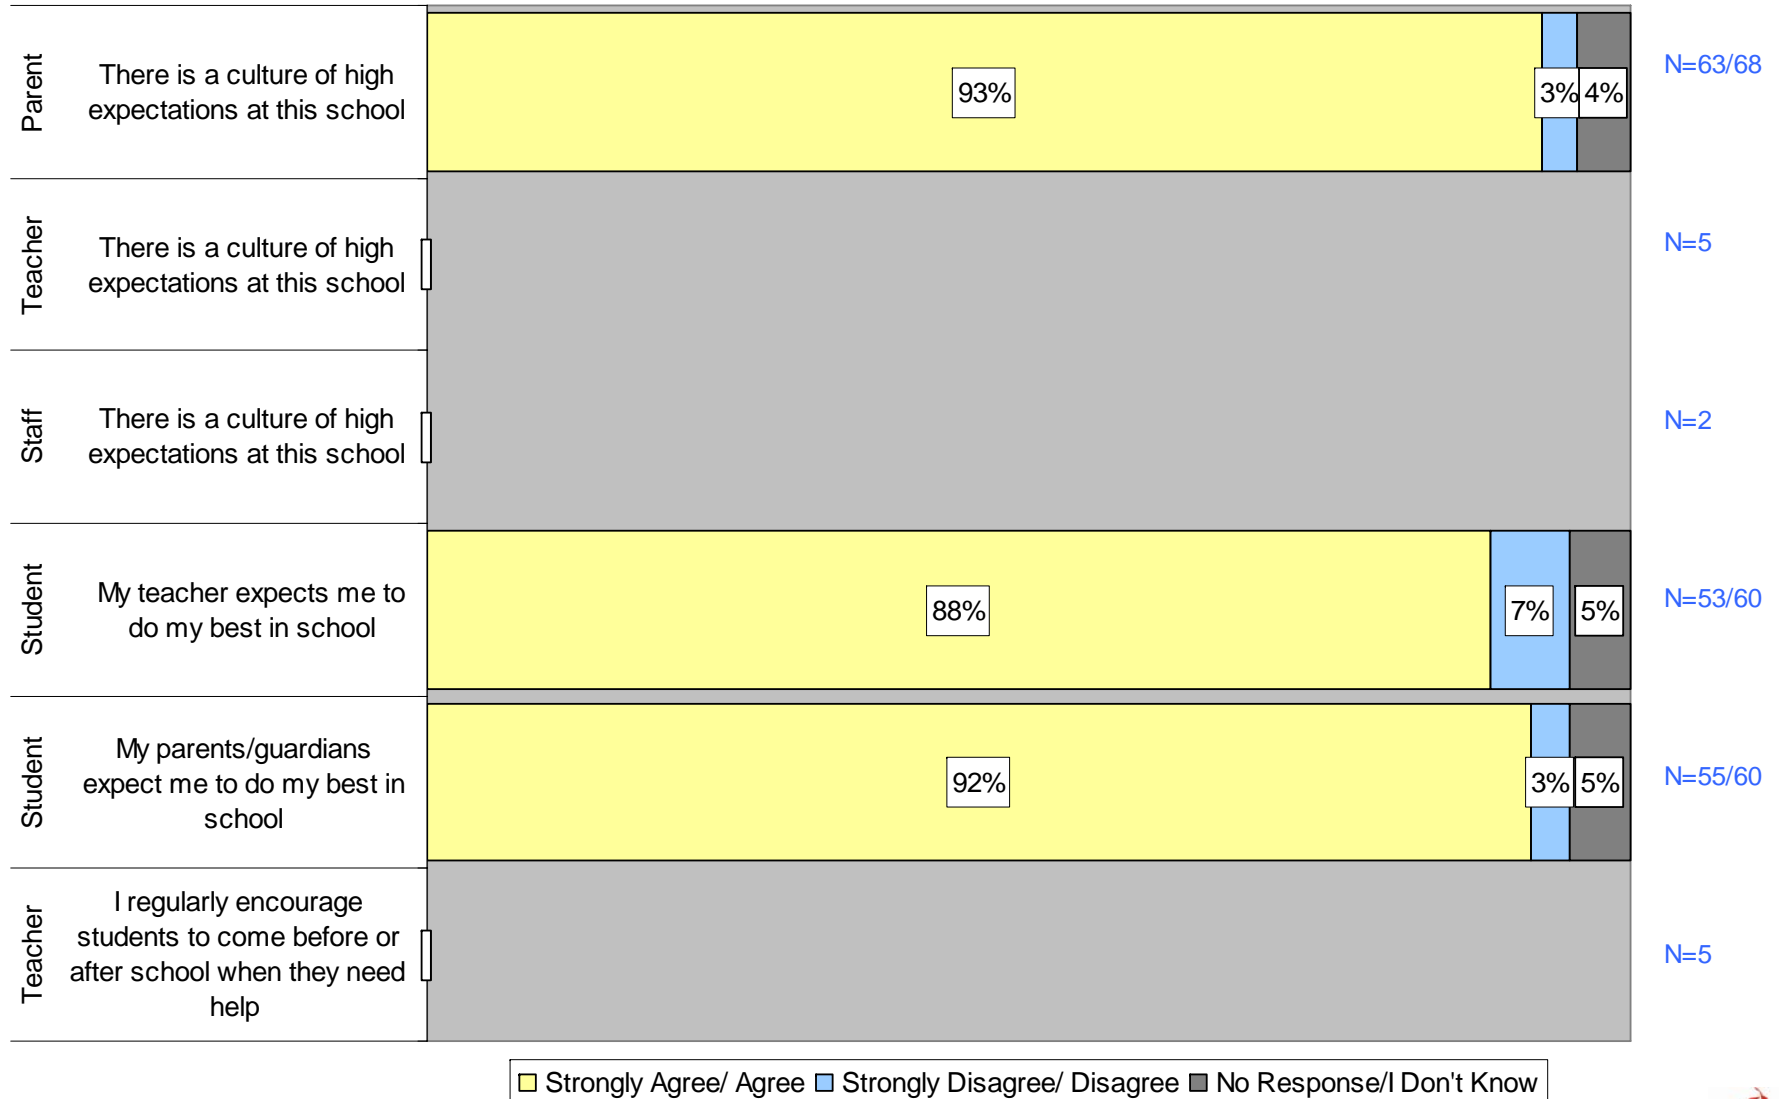 Parent
There is a culture of high
expectations at this school
93%
3%
4%
N=63/68
Teacher
There is a culture of high
expectations at this school
N=5
Staff
There is a culture of high
expectations at this school
N=2
Student
My teacher expects me to
do my best in school
88%
7%
5%
N=53/60
Student
My parents/guardians
expect me to do my best in
school
92%
3%
5%
N=55/60
Teacher
I regularly encourage
students to come before or
after school when they need
help
N=5
Strongly Agree/ Agree
Strongly Disagree/ Disagree
No Response/I Don't Know